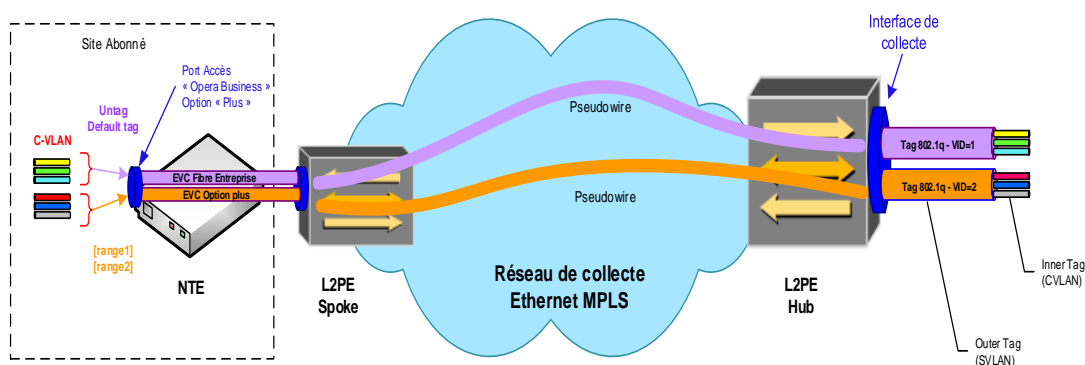 Site Abonné
Port Accès
« Opera Business »
Option « Plus »
Untag
Default tag
C-VLAN
EVC Fibre Entreprise
EVC Option plus
[range1]
[range2]
NTE
L2PE
Spoke
Pseudowire
Pseudowire
Réseau de collecte
Ethernet MPLS
L2PE
Hub
Interface de
collecte
Tag 802.1q - VID=1
Tag 802.1q - VID=2
Inner Tag
(CVLAN)
Outer Tag
(SVLAN)